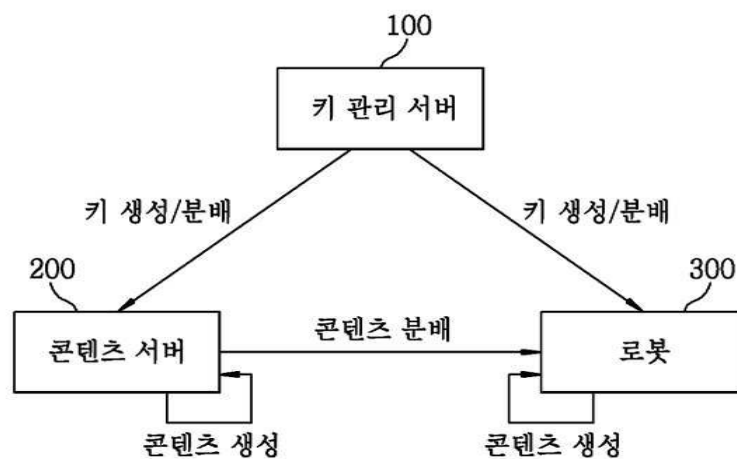 100
키 관리 서버
키 생성/분배
키 생성/분배
200
300
콘텐츠 서버
콘텐츠 분배
로봇
콘텐츠 생성
콘텐츠 생성